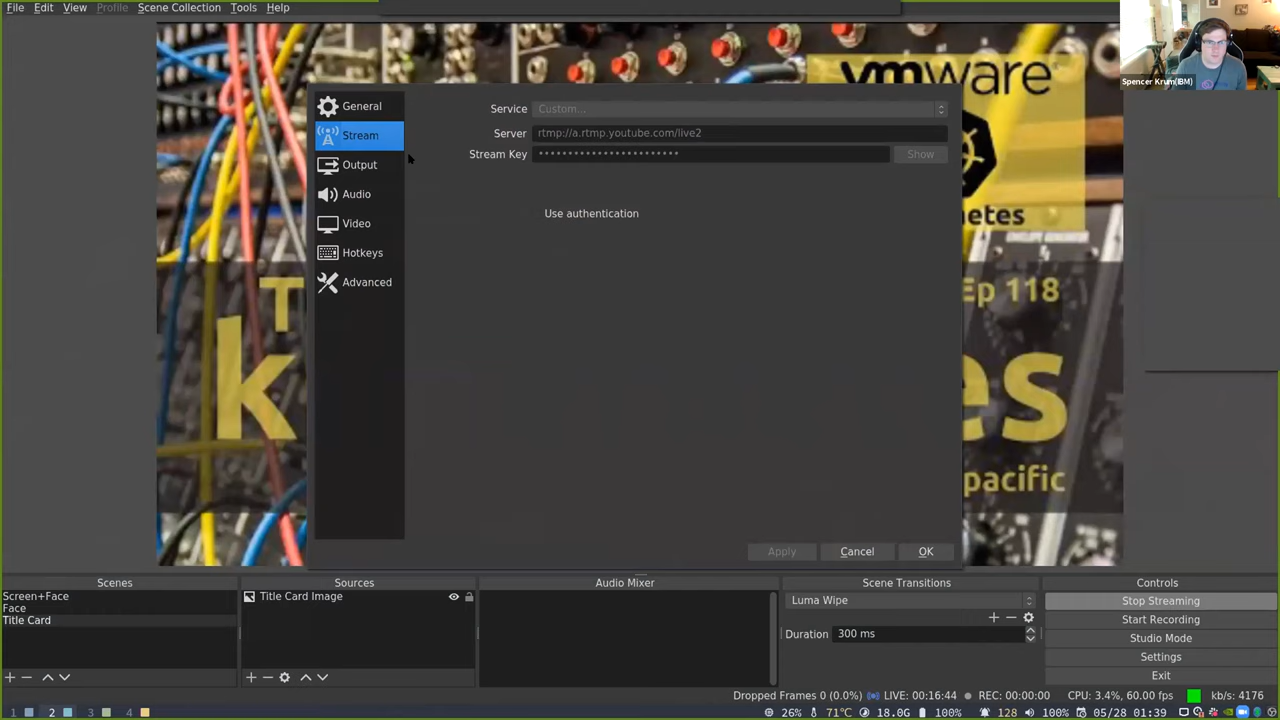 File Edit View Profile Scene Collection Tools Help
Spencer Krum(IBM)
vmware
General
Stream
Output
Audio
Video
Hotkeys
Advanced
Service Custom...
Server rtmp://a.rtmp.youtube.com/live2
Stream Key ••••••••••••••••••••••• Show
Use authentication
etes
T
Ep 118
k
es
pacific
Apply Cancel OK
Scenes Sources Audio Mixer Scene Transitions Controls
Screen+Face
Face
Title Card
Title Card Image
Luma Wipe
Duration 300 ms
Stop Streaming
Start Recording
Studio Mode
Settings
Exit
Dropped Frames 0 (0.0%) LIVE: 00:16:44 REC: 00:00:00 CPU: 3.4%, 60.00 fps kb/s: 4176
1 2 3 4 26% 71°C 18.0G 100% 128 100% 05/28 01:39